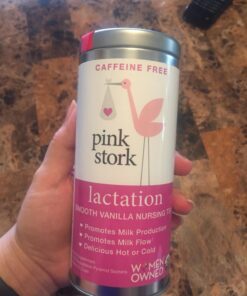 CAFFEINE FREE
pink
stork
lactation
SMOOTH VANILLA NURSING
• Promotes Milk Production
• Promotes Milk Flow
• Delicious Hot or Cold
WOMEN
OWNED